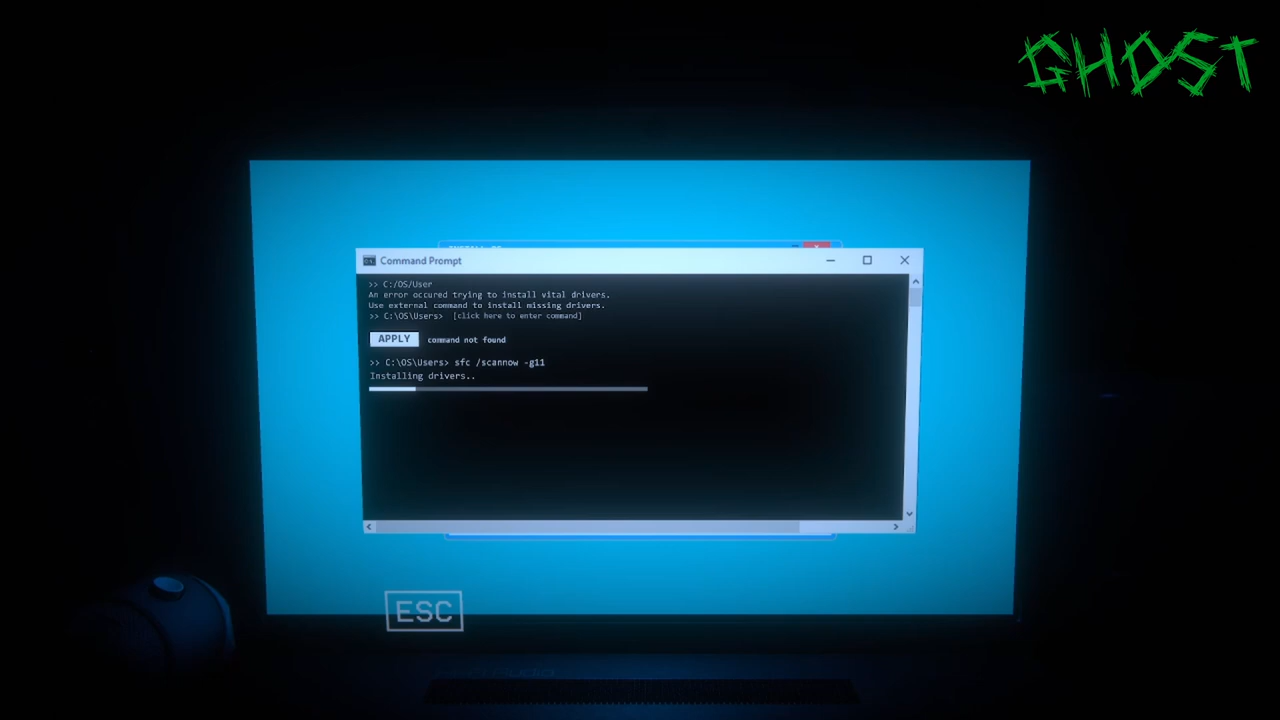 GHOST
Command Prompt
>> C:/OS/User
An error occured trying to install vital drivers.
Use external command to install missing drivers.
>> C:\OS\Users> [click here to enter command]
APPLY command not found
>> C:\OS\Users> sfc /scannow -g11
Installing drivers..
ESC